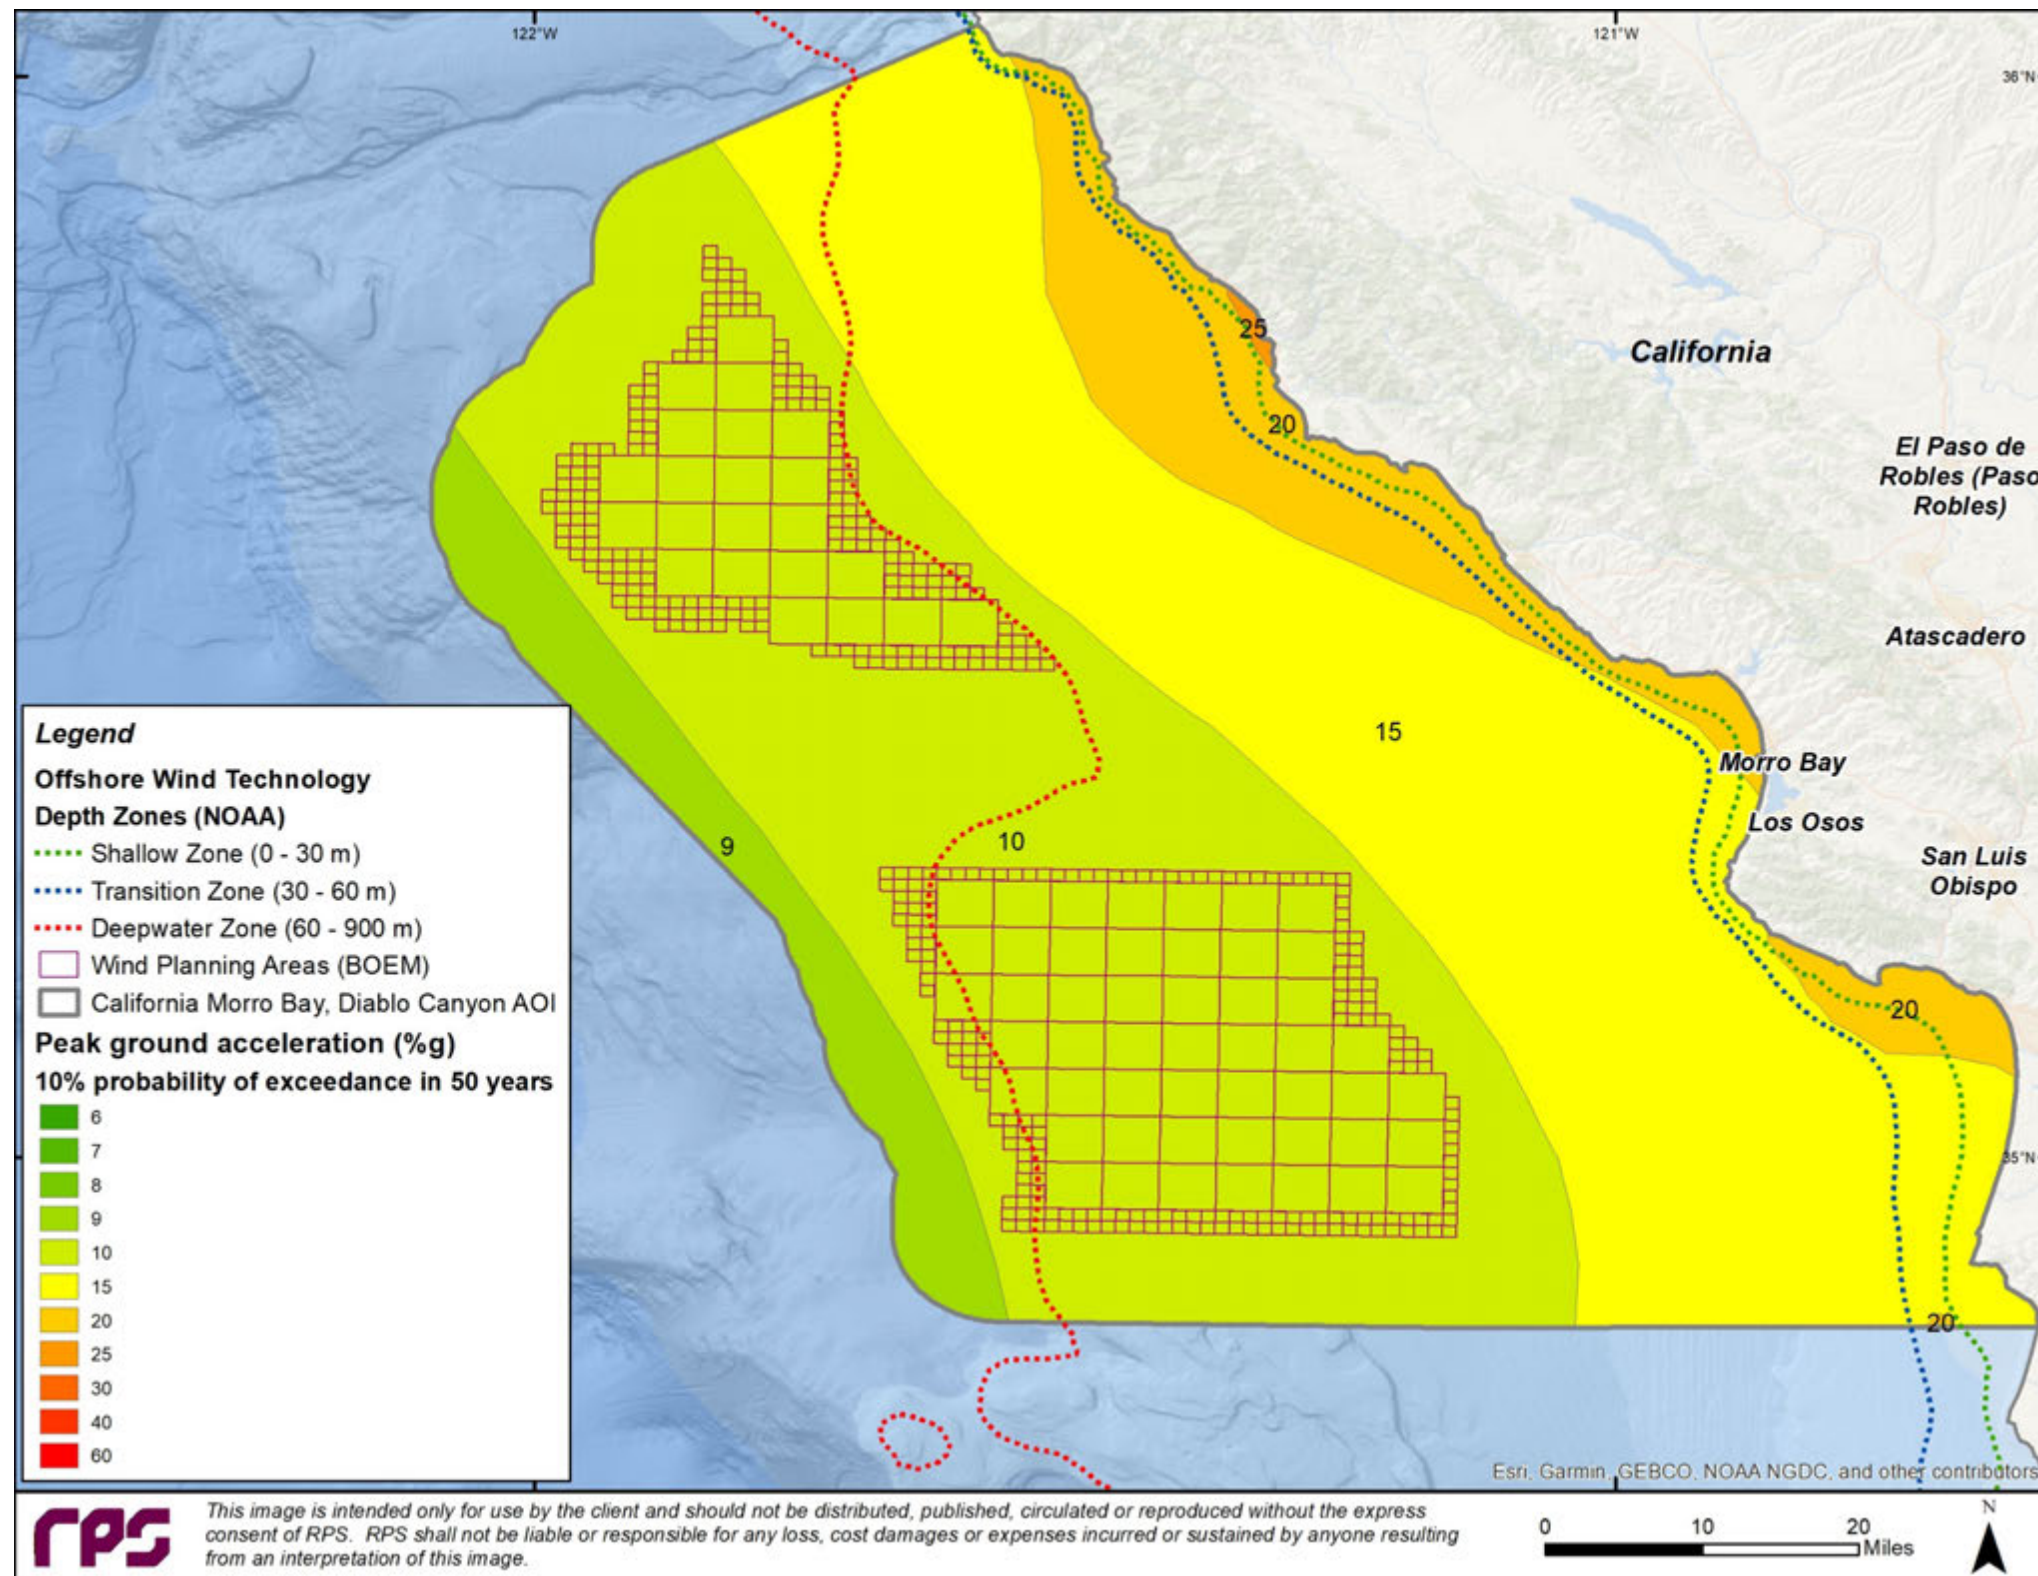 122°W
121°W
36°N
25
California
20
El Paso de
Robles (Paso
Robles)
Atascadero
15
Morro Bay
Los Osos
San Luis
Obispo
9
10
20
35°N
20
Legend
Offshore Wind Technology
Depth Zones (NOAA)
Shallow Zone (0 - 30 m)
Transition Zone (30 - 60 m)
Deepwater Zone (60 - 900 m)
Wind Planning Areas (BOEM)
California Morro Bay, Diablo Canyon AOI
Peak ground acceleration (%g)
10% probability of exceedance in 50 years
6
7
8
9
10
15
20
25
30
40
60
Esri, Garmin, GEBCO, NOAA NGDC, and other contributors
rps
This image is intended only for use by the client and should not be distributed, published, circulated or reproduced without the express
consent of RPS. RPS shall not be liable or responsible for any loss, cost damages or expenses incurred or sustained by anyone resulting
from an interpretation of this image.
0 10 20
Miles
N